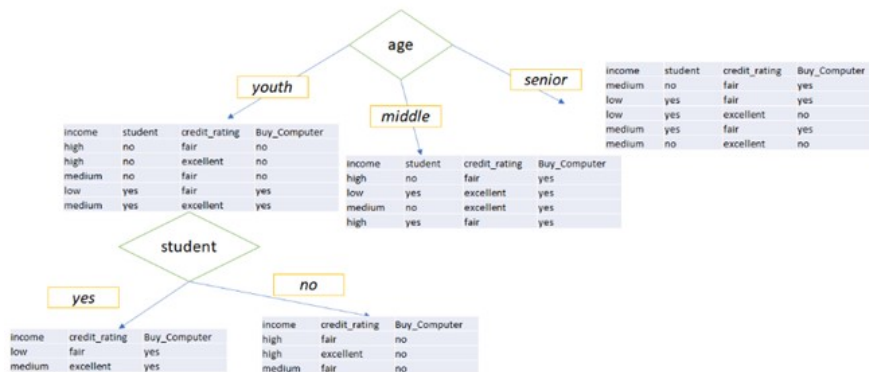 age
youth
middle
senior
income student credit_rating Buy_Computer
medium no fair yes
low yes fair yes
low yes excellent no
medium yes fair yes
medium no excellent no
income student credit_rating Buy_Computer
high no fair no
high no excellent no
medium no fair no
low yes fair yes
medium yes excellent yes
income student credit_rating Buy_Computer
high no fair yes
low yes excellent yes
medium no excellent yes
high yes fair yes
student
yes
no
income credit_rating Buy_Computer
low fair yes
medium excellent yes
income credit_rating Buy_Computer
high fair no
high excellent no
medium fair no